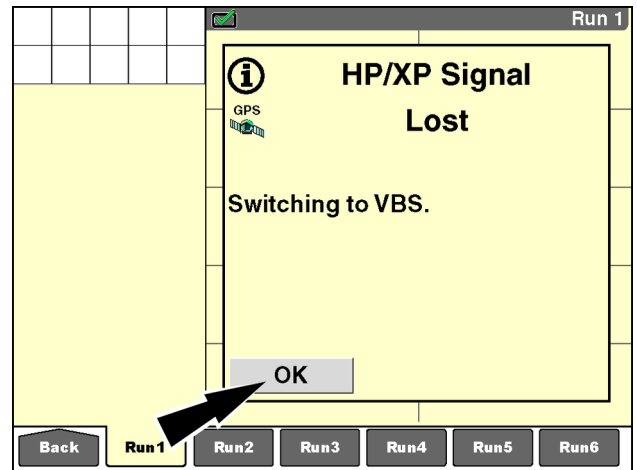 Run 1
HP/XP Signal
GPS
Lost
Switching to VBS.
OK
Back Run1 Run2 Run3 Run4 Run5 Run6